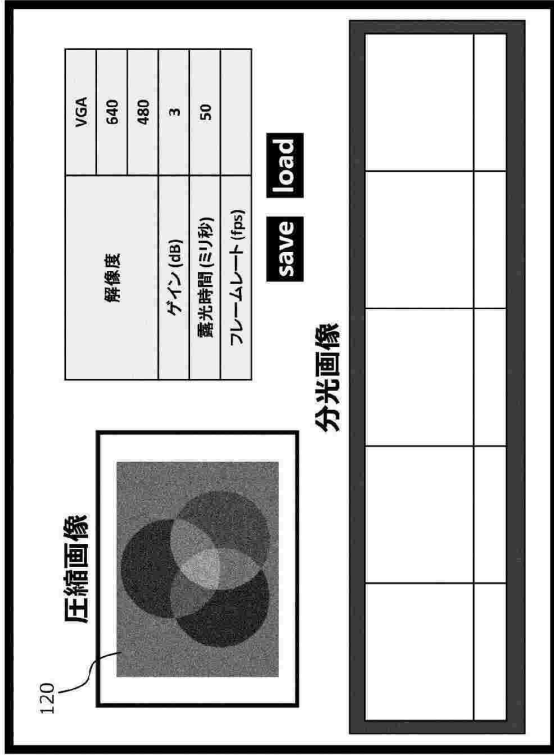 120
圧縮画像
解像度 VGA
640
480
ゲイン (dB) 3
露光時間 (ミリ秒) 50
フレームレート (fps)
save load
分光画像